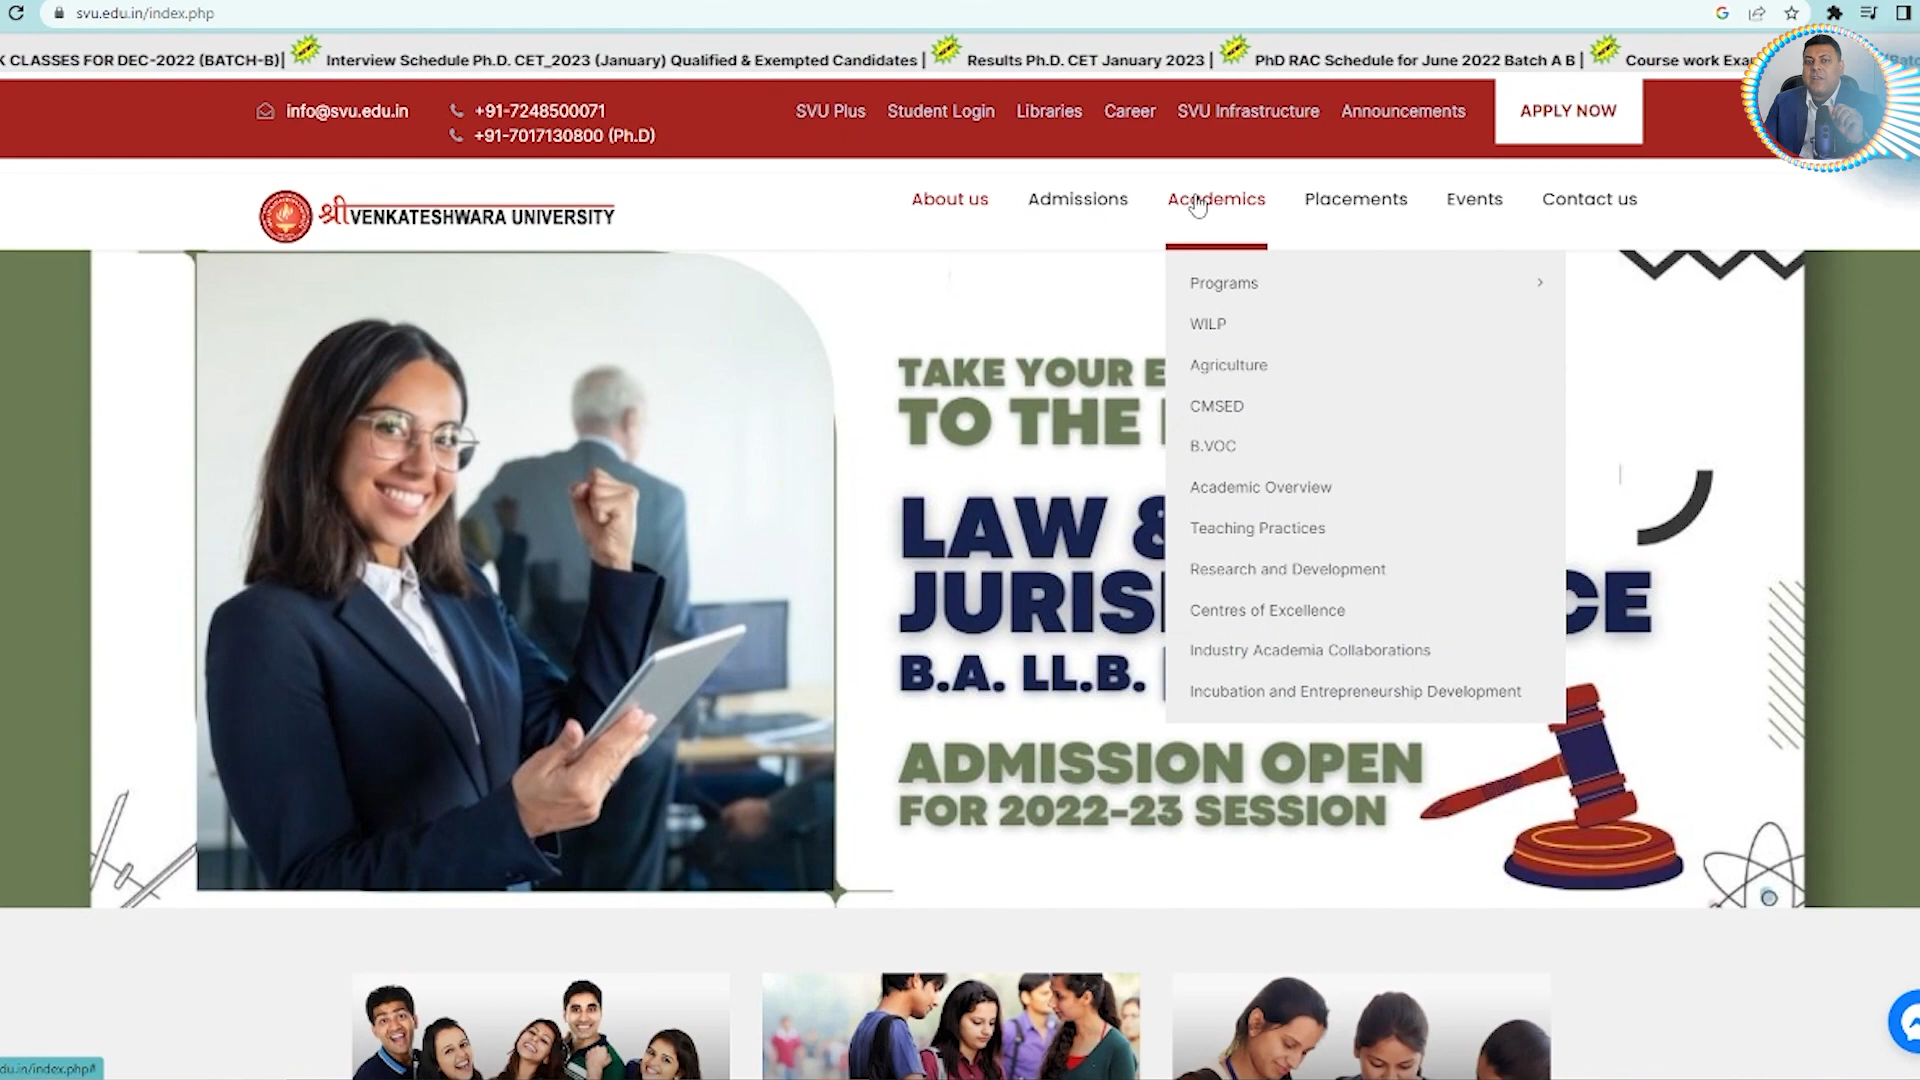 svu.edu.in/index.php
K CLASSES FOR DEC-2022 (BATCH-B)| Interview Schedule Ph.D. CET_2023 (January) Qualified & Exempted Candidates | Results Ph.D. CET January 2023 | PhD RAC Schedule for June 2022 Batch A B | Course work
info@svu.edu.in +91-7248500071 SVU Plus Student Login Libraries Career SVU Infrastructure Announcements APPLY NOW
+91-7017130800 (Ph.D)
About us Admissions Academics Placements Events Contact us
श्री VENKATESHWARA UNIVERSITY
Programs
WILP
Agriculture
CMSED
B.VOC
Academic Overview
Teaching Practices
Research and Development
Centres of Excellence
Industry Academia Collaborations
Incubation and Entrepreneurship Development
TAKE YOUR E
TO THE
LAW &
JURIS CE
B.A. LL.B.
ADMISSION OPEN
FOR 2022-23 SESSION
du.in/index.php#